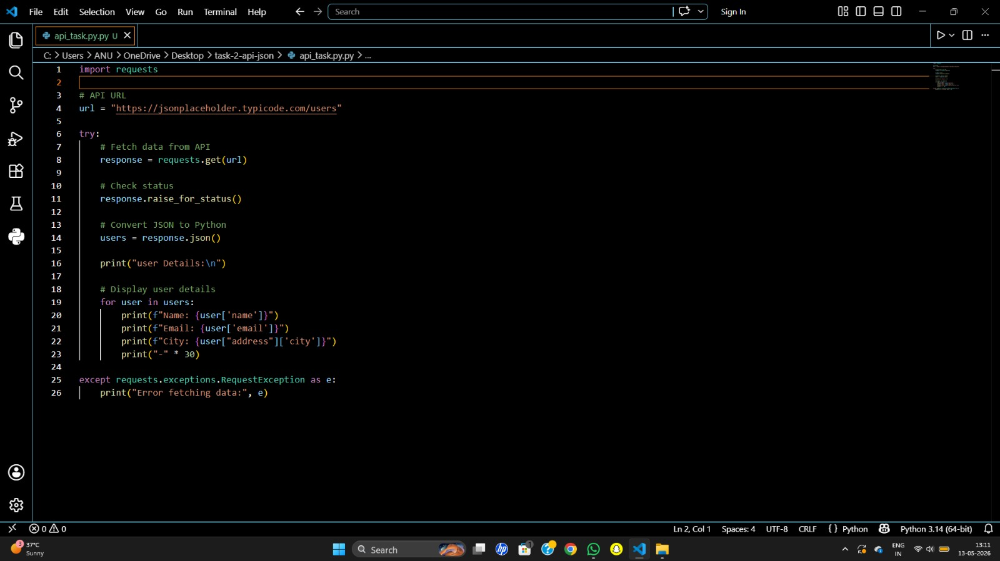 File Edit Selection View Go Run Terminal Help Search Sign In
api_task.py.py U
C: > Users > ANU > OneDrive > Desktop > task-2-api-json > api_task.py.py > ...
1 import requests
2
3 # API URL
4 url = "https://jsonplaceholder.typicode.com/users"
5
6 try:
7     # Fetch data from API
8     response = requests.get(url)
9
10     # Check status
11     response.raise_for_status()
12
13     # Convert JSON to Python
14     users = response.json()
15
16     print("user Details:\n")
17
18     # Display user details
19     for user in users:
20         print(f"Name: {user['name']}")
21         print(f"Email: {user['email']}")
22         print(f"City: {user["address"]['city']}")
23         print("-" * 30)
24
25 except requests.exceptions.RequestException as e:
26     print("Error fetching data:", e)
0 0 Ln 2, Col 1 Spaces: 4 UTF-8 CRLF {} Python Python 3.14 (64-bit)
3 37°C
Sunny
Search
hp
1
ENG
IN
13:11
13-05-2026